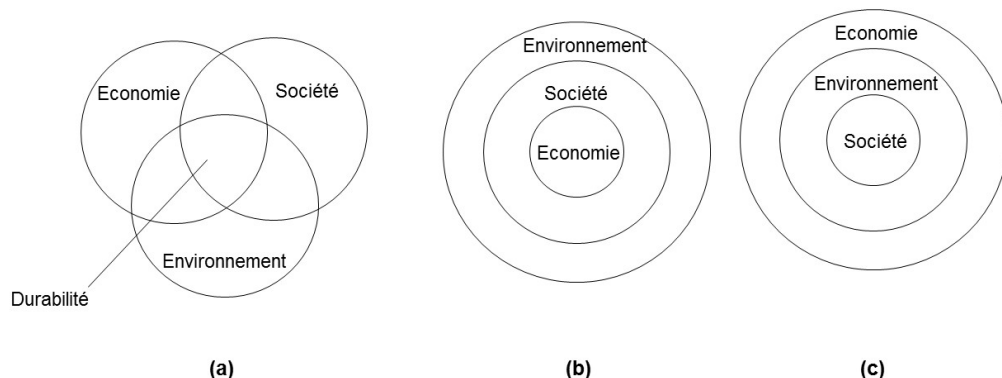 Economie
Société
Environnement
Durabilité
(a)
Environnement
Société
Economie
(b)
Economie
Environnement
Société
(c)